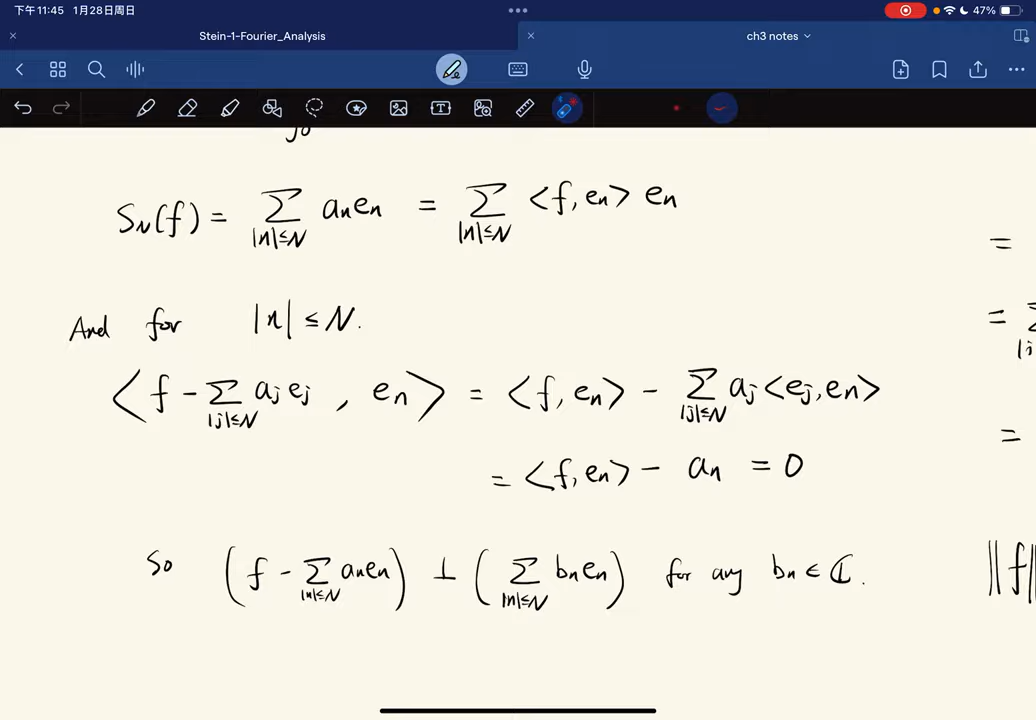 下午11:45 1月28日周日
47%
Stein-1-Fourier_Analysis
ch3 notes
S_N(f) = Σ_{|n|≤N} a_n e_n = Σ_{|n|≤N} <f, e_n> e_n
And for |n| ≤ N.
<f - Σ_{|j|≤N} a_j e_j , e_n> = <f, e_n> - Σ_{|j|≤N} a_j <e_j, e_n>
= <f, e_n> - a_n = 0
So (f - Σ_{|n|≤N} a_n e_n) ⊥ (Σ_{|n|≤N} b_n e_n) for any b_n ∈ ℂ.
=
= Σ
=
||f||